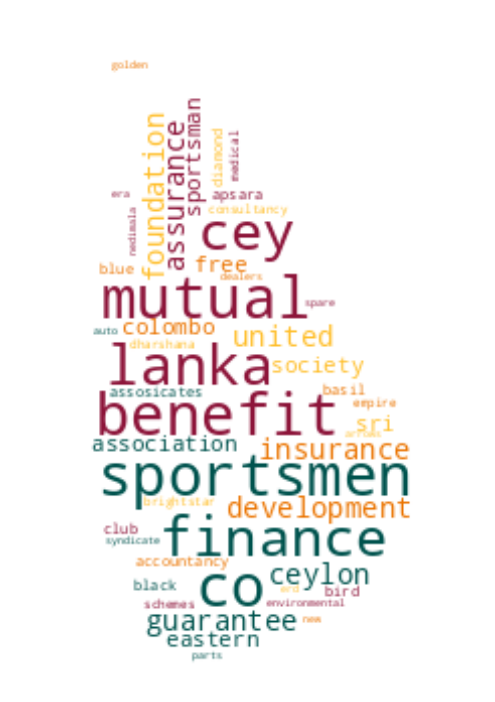 golden
foundation
assurance
sportsman
diamond
medical
era
apsara
nedimala
consultancy
cey
blue
free
dealers
mutual
spare
auto
colombo
united
dharshana
lanka
society
assosicates
basil
benefit
empire
sri
association
insurance
sportsmen
brightstar
development
club
finance
syndicate
accountancy
ceylon
black
co
erd
bird
schemes
environmental
guarantee
new
eastern
parts